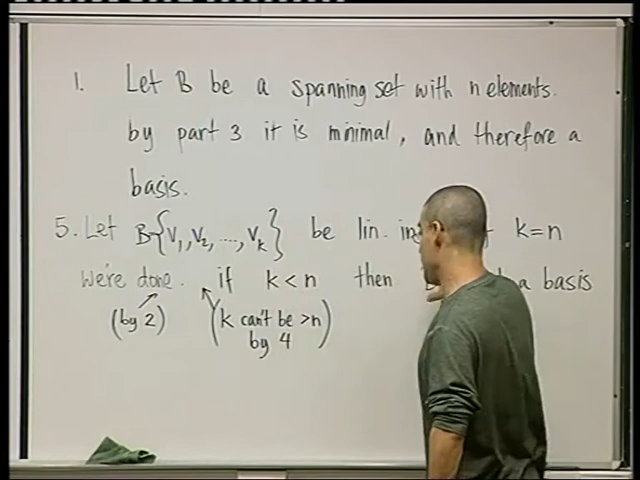 1. Let B be a spanning set with n elements.
by part 3 it is minimal, and therefore a
basis.
5. Let B={v₁,v₂,...,vₖ} be lin. k=n
we're done. if k<n then a basis
(by 2) (k can't be >n
by 4)